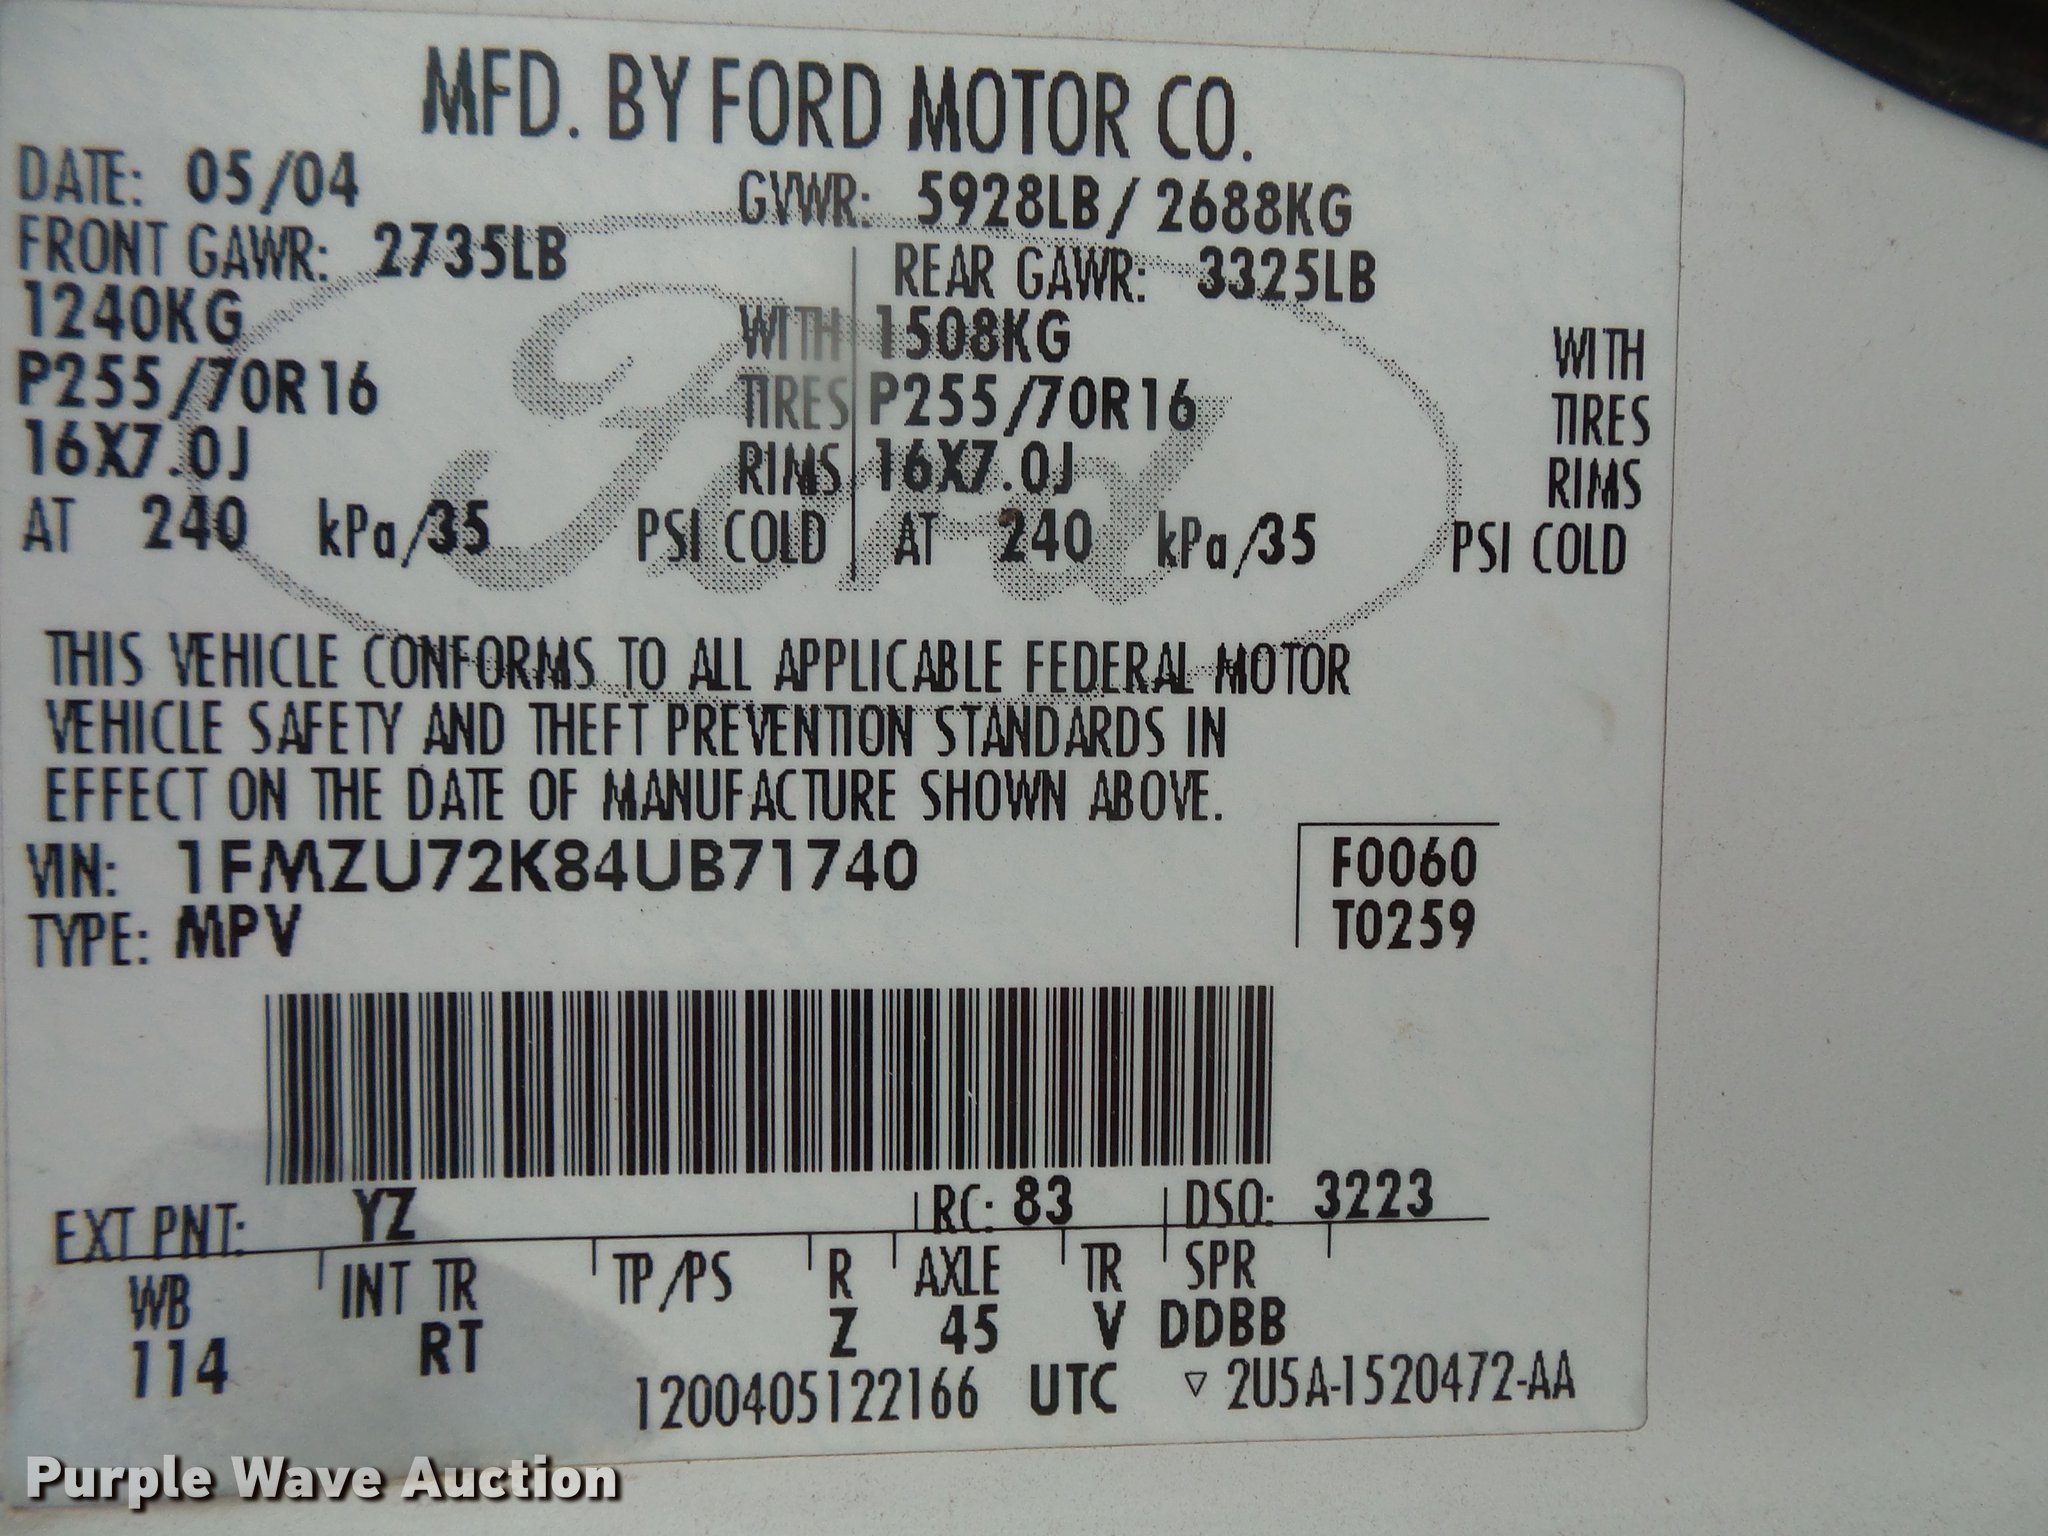 MFD. BY FORD MOTOR CO.
DATE: 05/04 GVWR: 5928LB/ 2688KG
FRONT GAWR: 2735LB REAR GAWR: 3325LB
1240KG WITH 1508KG WITH
P255/70R16 TIRES P255/70R16 TIRES
16X7.0J RIMS 16X7.0J RIMS
AT 240 kPa/35 PSI COLD AT 240 kPa/35 PSI COLD
Ford
THIS VEHICLE CONFORMS TO ALL APPLICABLE FEDERAL MOTOR
VEHICLE SAFETY AND THEFT PREVENTION STANDARDS IN
EFFECT ON THE DATE OF MANUFACTURE SHOWN ABOVE.
VIN: 1FMZU72K84UB71740 F0060
TYPE: MPV T0259
EXT PNT: YZ RC: 83 DSO: 3223
WB INT TR TP/PS R AXLE TR SPR
114 RT Z 45 V DDBB
1200405122166 UTC ▽ 2U5A-1520472-AA
Purple Wave Auction